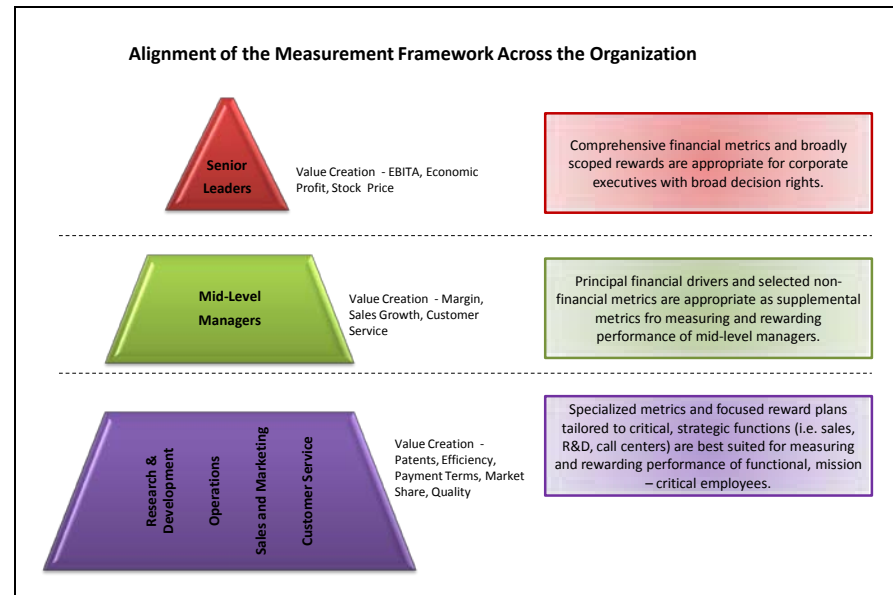 Alignment of the Measurement Framework Across the Organization
Senior
Leaders
Value Creation - EBITA, Economic
Profit, Stock Price
Comprehensive financial metrics and broadly
scoped rewards are appropriate for corporate
executives with broad decision rights.
Mid-Level
Managers
Value Creation - Margin,
Sales Growth, Customer
Service
Principal financial drivers and selected non-
financial metrics are appropriate as supplemental
metrics fro measuring and rewarding
performance of mid-level managers.
Research &
Development
Operations
Sales and Marketing
Customer Service
Value Creation -
Patents, Efficiency,
Payment Terms, Market
Share, Quality
Specialized metrics and focused reward plans
tailored to critical, strategic functions (i.e. sales,
R&D, call centers) are best suited for measuring
and rewarding performance of functional, mission
– critical employees.